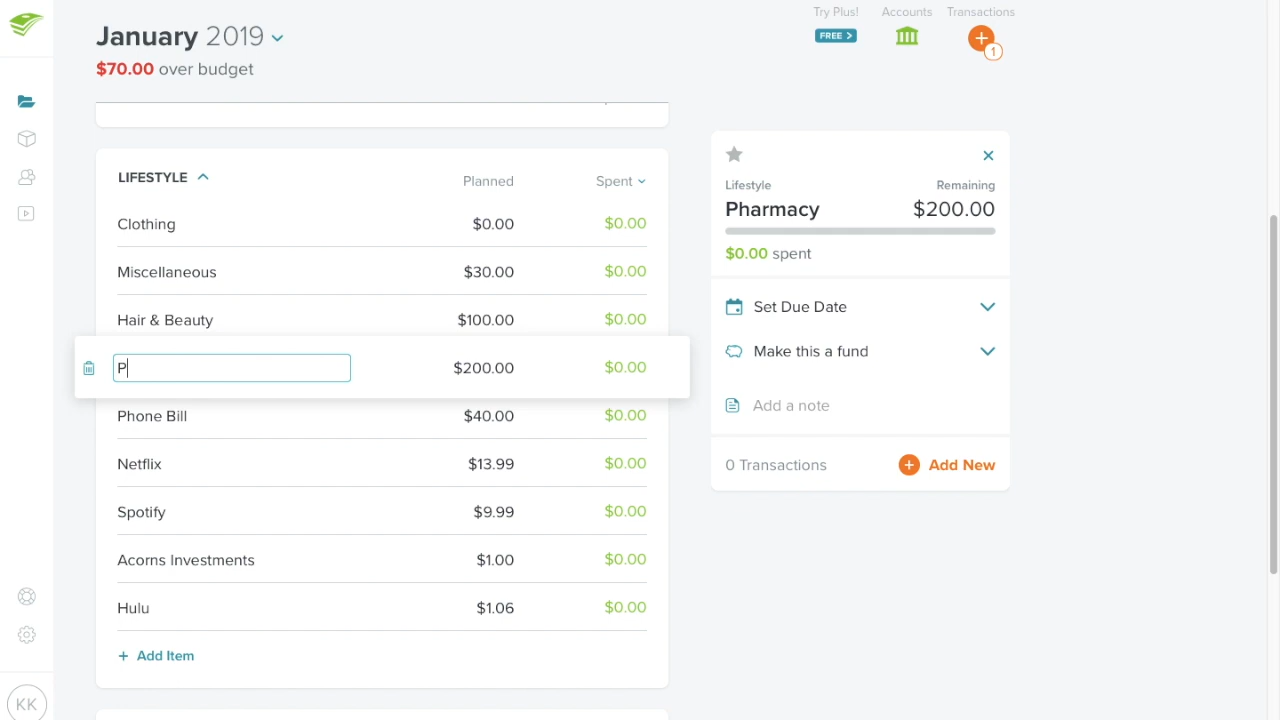 Try Plus! Accounts Transactions
January 2019
FREE >
1
$70.00 over budget
LIFESTYLE Planned Spent
Clothing $0.00 $0.00
Miscellaneous $30.00 $0.00
Hair & Beauty $100.00 $0.00
P $200.00 $0.00
Phone Bill $40.00 $0.00
Netflix $13.99 $0.00
Spotify $9.99 $0.00
Acorns Investments $1.00 $0.00
Hulu $1.06 $0.00
+ Add Item
Lifestyle Remaining
Pharmacy $200.00
$0.00 spent
Set Due Date
Make this a fund
Add a note
0 Transactions + Add New
KK